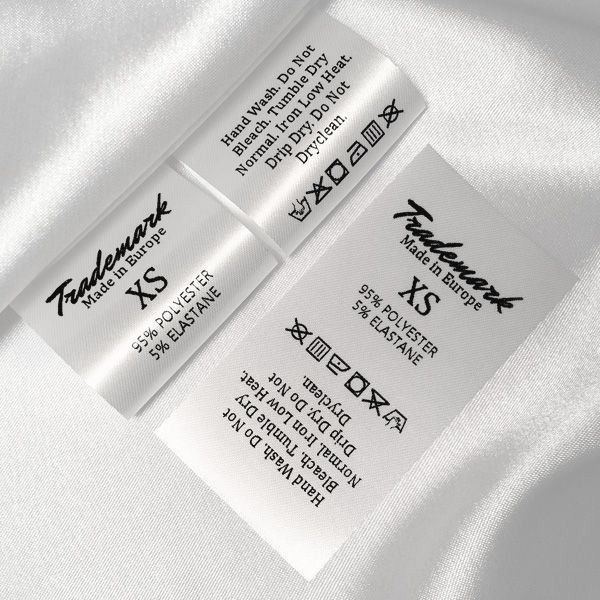 Hand Wash. Do Not
Bleach. Tumble Dry
Normal. Iron Low Heat.
Drip Dry. Do Not
Dryclean.
Trademark
Made in Europe
XS
95% POLYESTER
5% ELASTANE
Trademark
Made in Europe
XS
95% POLYESTER
5% ELASTANE
Hand Wash. Do Not
Bleach. Tumble Dry
Normal. Iron Low Heat.
Drip Dry. Do Not
Dryclean.